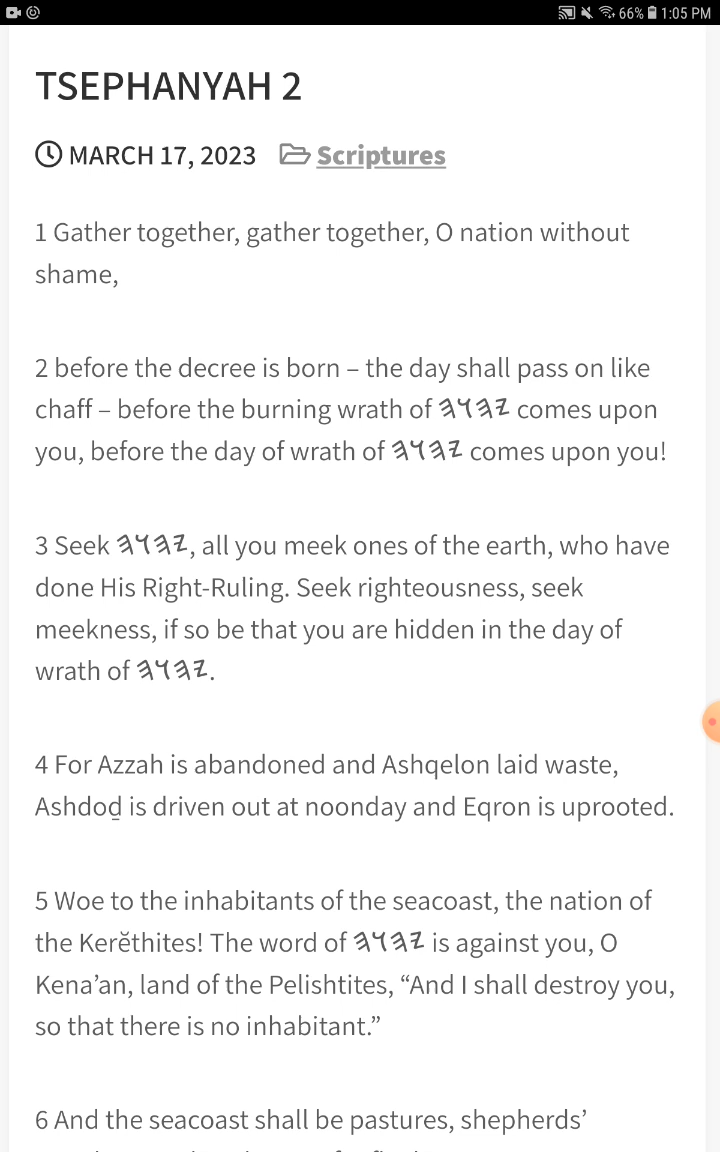 66% 1:05 PM
TSEPHANYAH 2
MARCH 17, 2023 Scriptures
1 Gather together, gather together, O nation without
shame,
2 before the decree is born – the day shall pass on like
chaff – before the burning wrath of 𐤉𐤄𐤅𐤄 comes upon
you, before the day of wrath of 𐤉𐤄𐤅𐤄 comes upon you!
3 Seek 𐤉𐤄𐤅𐤄, all you meek ones of the earth, who have
done His Right-Ruling. Seek righteousness, seek
meekness, if so be that you are hidden in the day of
wrath of 𐤉𐤄𐤅𐤄.
4 For Azzah is abandoned and Ashqelon laid waste,
Ashdoḏ is driven out at noonday and Eqron is uprooted.
5 Woe to the inhabitants of the seacoast, the nation of
the Kerĕthites! The word of 𐤉𐤄𐤅𐤄 is against you, O
Kena’an, land of the Pelishtites, “And I shall destroy you,
so that there is no inhabitant.”
6 And the seacoast shall be pastures, shepherds’